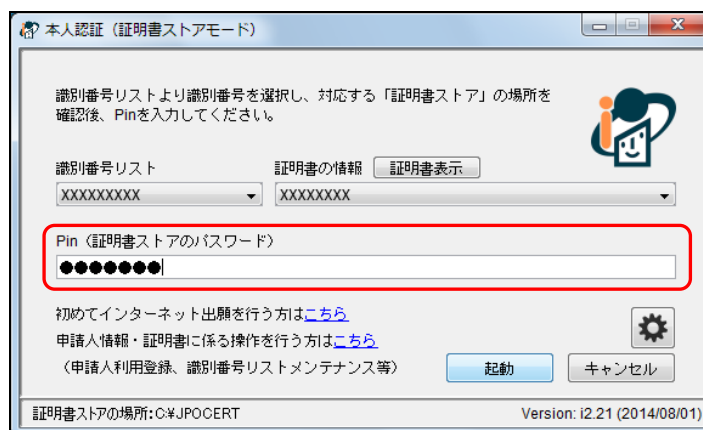 本人認証（証明書ストアモード）
識別番号リストより識別番号を選択し、対応する「証明書ストア」の場所を
確認後、Pinを入力してください。
識別番号リスト
証明書の情報 証明書表示
XXXXXXXXX
XXXXXXXX
Pin（証明書ストアのパスワード）
●●●●●●●
初めてインターネット出願を行う方はこちら
申請人情報・証明書に係る操作を行う方はこちら
（申請人利用登録、識別番号リストメンテナンス等）
起動
キャンセル
証明書ストアの場所:C:¥JPOCERT
Version: i2.21 (2014/08/01)